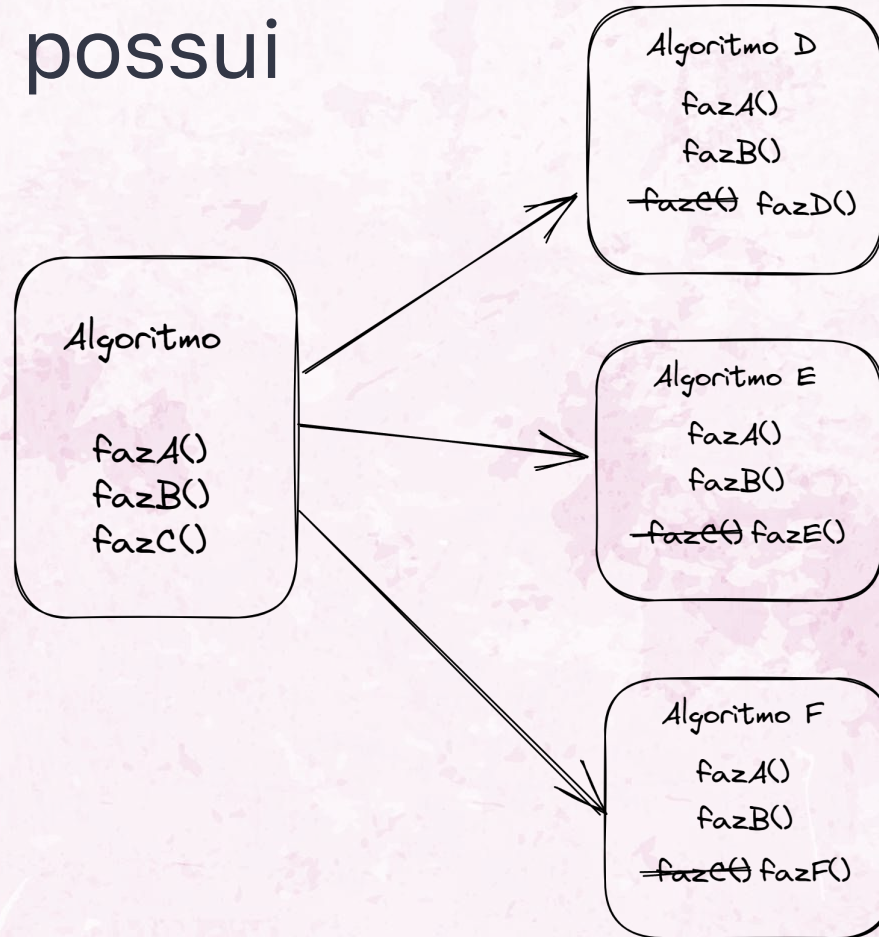 possui
Algoritmo
fazA()
fazB()
fazC()
Algoritmo D
fazA()
fazB()
fazC() fazD()
Algoritmo E
fazA()
fazB()
fazC() fazE()
Algoritmo F
fazA()
fazB()
fazC() fazF()